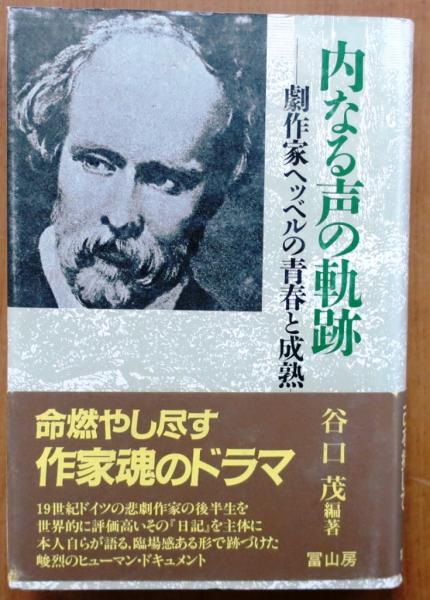 内なる声の軌跡
──劇作家ヘッベルの青春と成熟─
命燃やし尽す
作家魂のドラマ
19世紀ドイツの悲劇作家の後半生を
世界的に評価高いその『日記』を主体に
本人自らが語る,臨場感ある形で跡づけた
峻烈のヒューマン・ドキュメント
谷口 茂 編著
冨山房